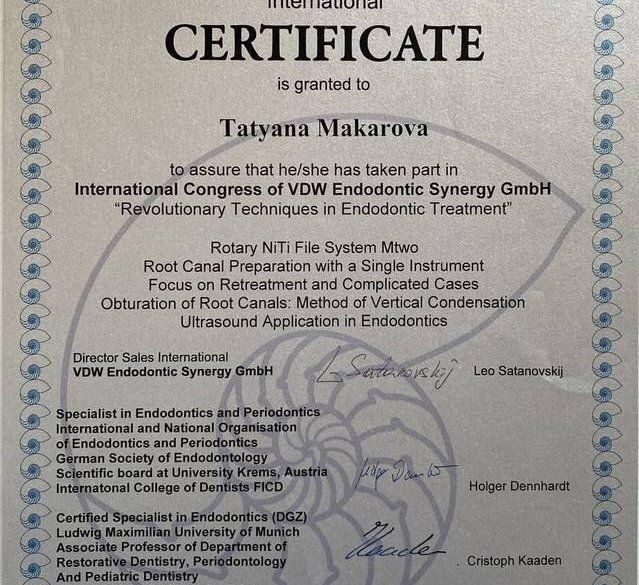 International
CERTIFICATE
is granted to
Tatyana Makarova
to assure that he/she has taken part in
International Congress of VDW Endodontic Synergy GmbH
“Revolutionary Techniques in Endodontic Treatment”
Rotary NiTi File System Mtwo
Root Canal Preparation with a Single Instrument
Focus on Retreatment and Complicated Cases
Obturation of Root Canals: Method of Vertical Condensation
Ultrasound Application in Endodontics
Director Sales International
VDW Endodontic Synergy GmbH
L Satanovskij
Leo Satanovskij
Specialist in Endodontics and Periodontics
International and National Organisation
of Endodontics and Periodontics
German Society of Endodontology
Scientific board at University Krems, Austria
International College of Dentists FICD
Holger Dennhardt
Certified Specialist in Endodontics (DGZ)
Ludwig Maximilian University of Munich
Associate Professor of Department of
Restorative Dentistry, Periodontology
And Pediatric Dentistry
Kaaden
Cristoph Kaaden